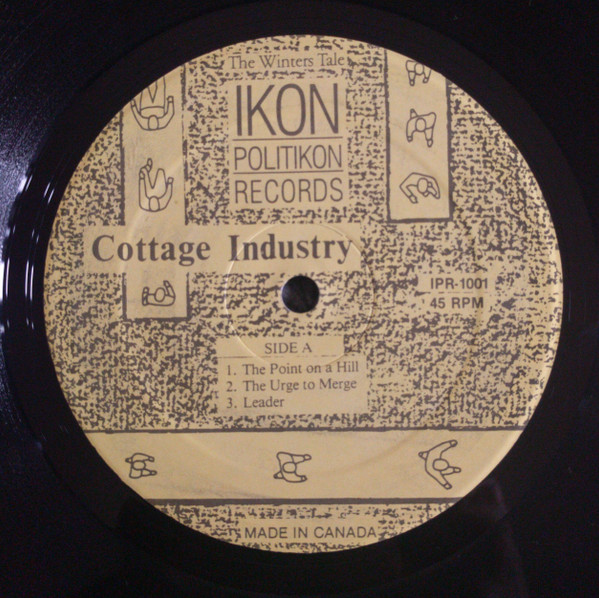 The Winters Tale
IKON
POLITIKON
RECORDS
Cottage Industry
IPR-1001
45 RPM
SIDE A
1. The Point on a Hill
2. The Urge to Merge
3. Leader
MADE IN CANADA